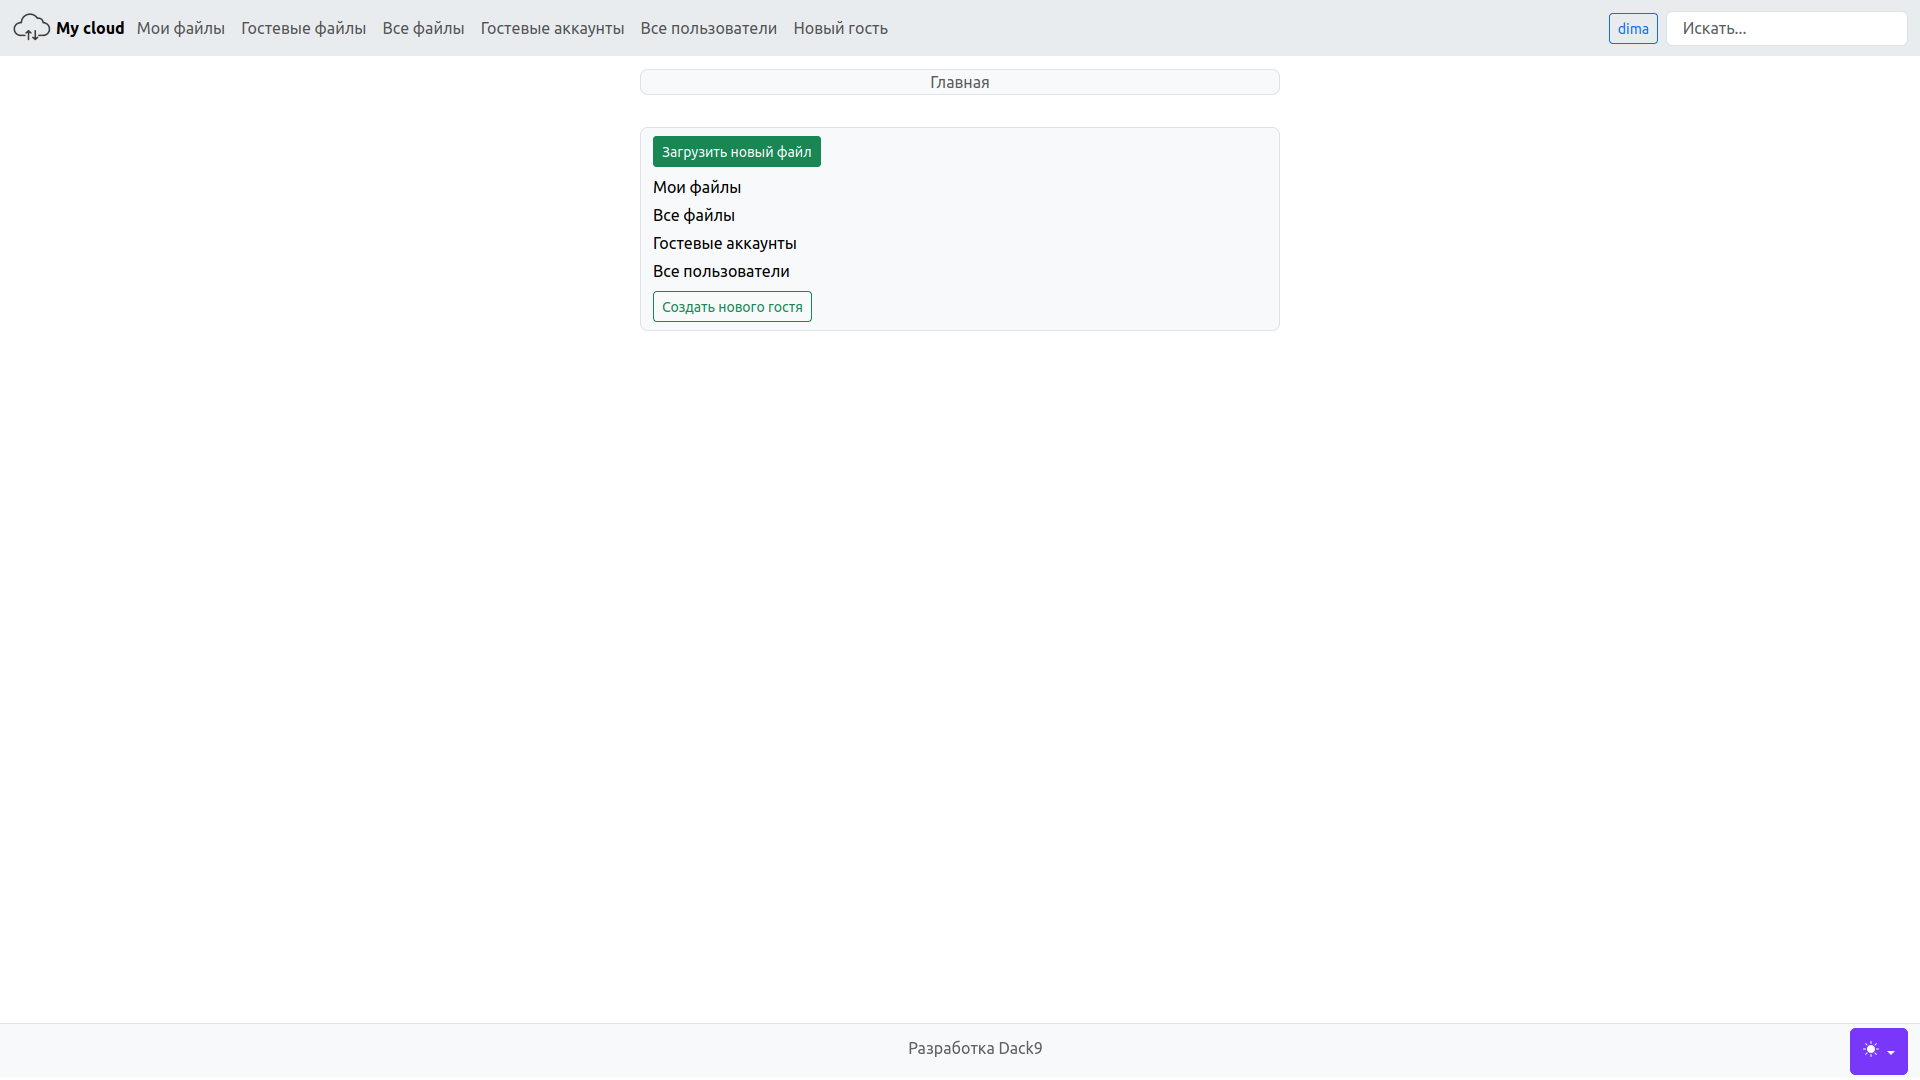 My cloud Мои файлы Гостевые файлы Все файлы Гостевые аккаунты Все пользователи Новый гость dima Искать...
Главная
Загрузить новый файл
Мои файлы
Все файлы
Гостевые аккаунты
Все пользователи
Создать нового гостя
Разработка Dack9